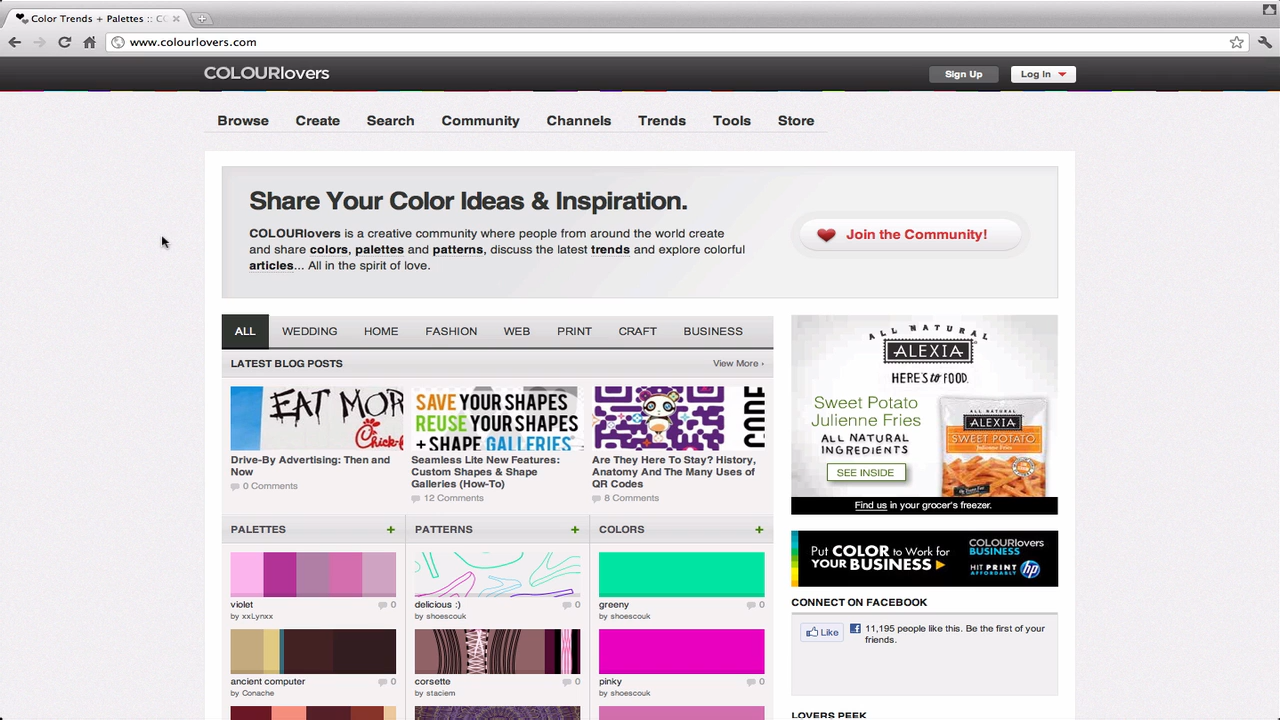 Color Trends + Palettes :: CO
www.colourlovers.com
COLOURlovers
Sign Up
Log In
Browse
Create
Search
Community
Channels
Trends
Tools
Store
Share Your Color Ideas & Inspiration.
COLOURlovers is a creative community where people from around the world create
and share colors, palettes and patterns, discuss the latest trends and explore colorful
articles... All in the spirit of love.
Join the Community!
ALL
WEDDING
HOME
FASHION
WEB
PRINT
CRAFT
BUSINESS
LATEST BLOG POSTS
View More ›
EAT MOR
Chick-f
Drive-By Advertising: Then and
Now
0 Comments
SAVE YOUR SHAPES
REUSE YOUR SHAPES
+ SHAPE GALLERIES
Seamless Lite New Features:
Custom Shapes & Shape
Galleries (How-To)
12 Comments
Are They Here To Stay? History,
Anatomy And The Many Uses of
QR Codes
8 Comments
PALETTES +
violet 0
by xxLynxx
ancient computer 0
by Conache
PATTERNS +
delicious :) 0
by shoescouk
corsette 0
by staciem
COLORS +
greeny 0
by shoescouk
pinky 0
by shoescouk
ALL NATURAL
ALEXIA
HERE'S to FOOD.
Sweet Potato
Julienne Fries
ALL NATURAL
INGREDIENTS
SEE INSIDE
ALL NATURAL
ALEXIA
SWEET POTATO
Find us in your grocer's freezer.
Put COLOR to Work for
YOUR BUSINESS
COLOURlovers
BUSINESS
HIT PRINT
AFFORDABLY
hp
CONNECT ON FACEBOOK
Like
11,195 people like this. Be the first of your
friends.
LOVERS PEEK